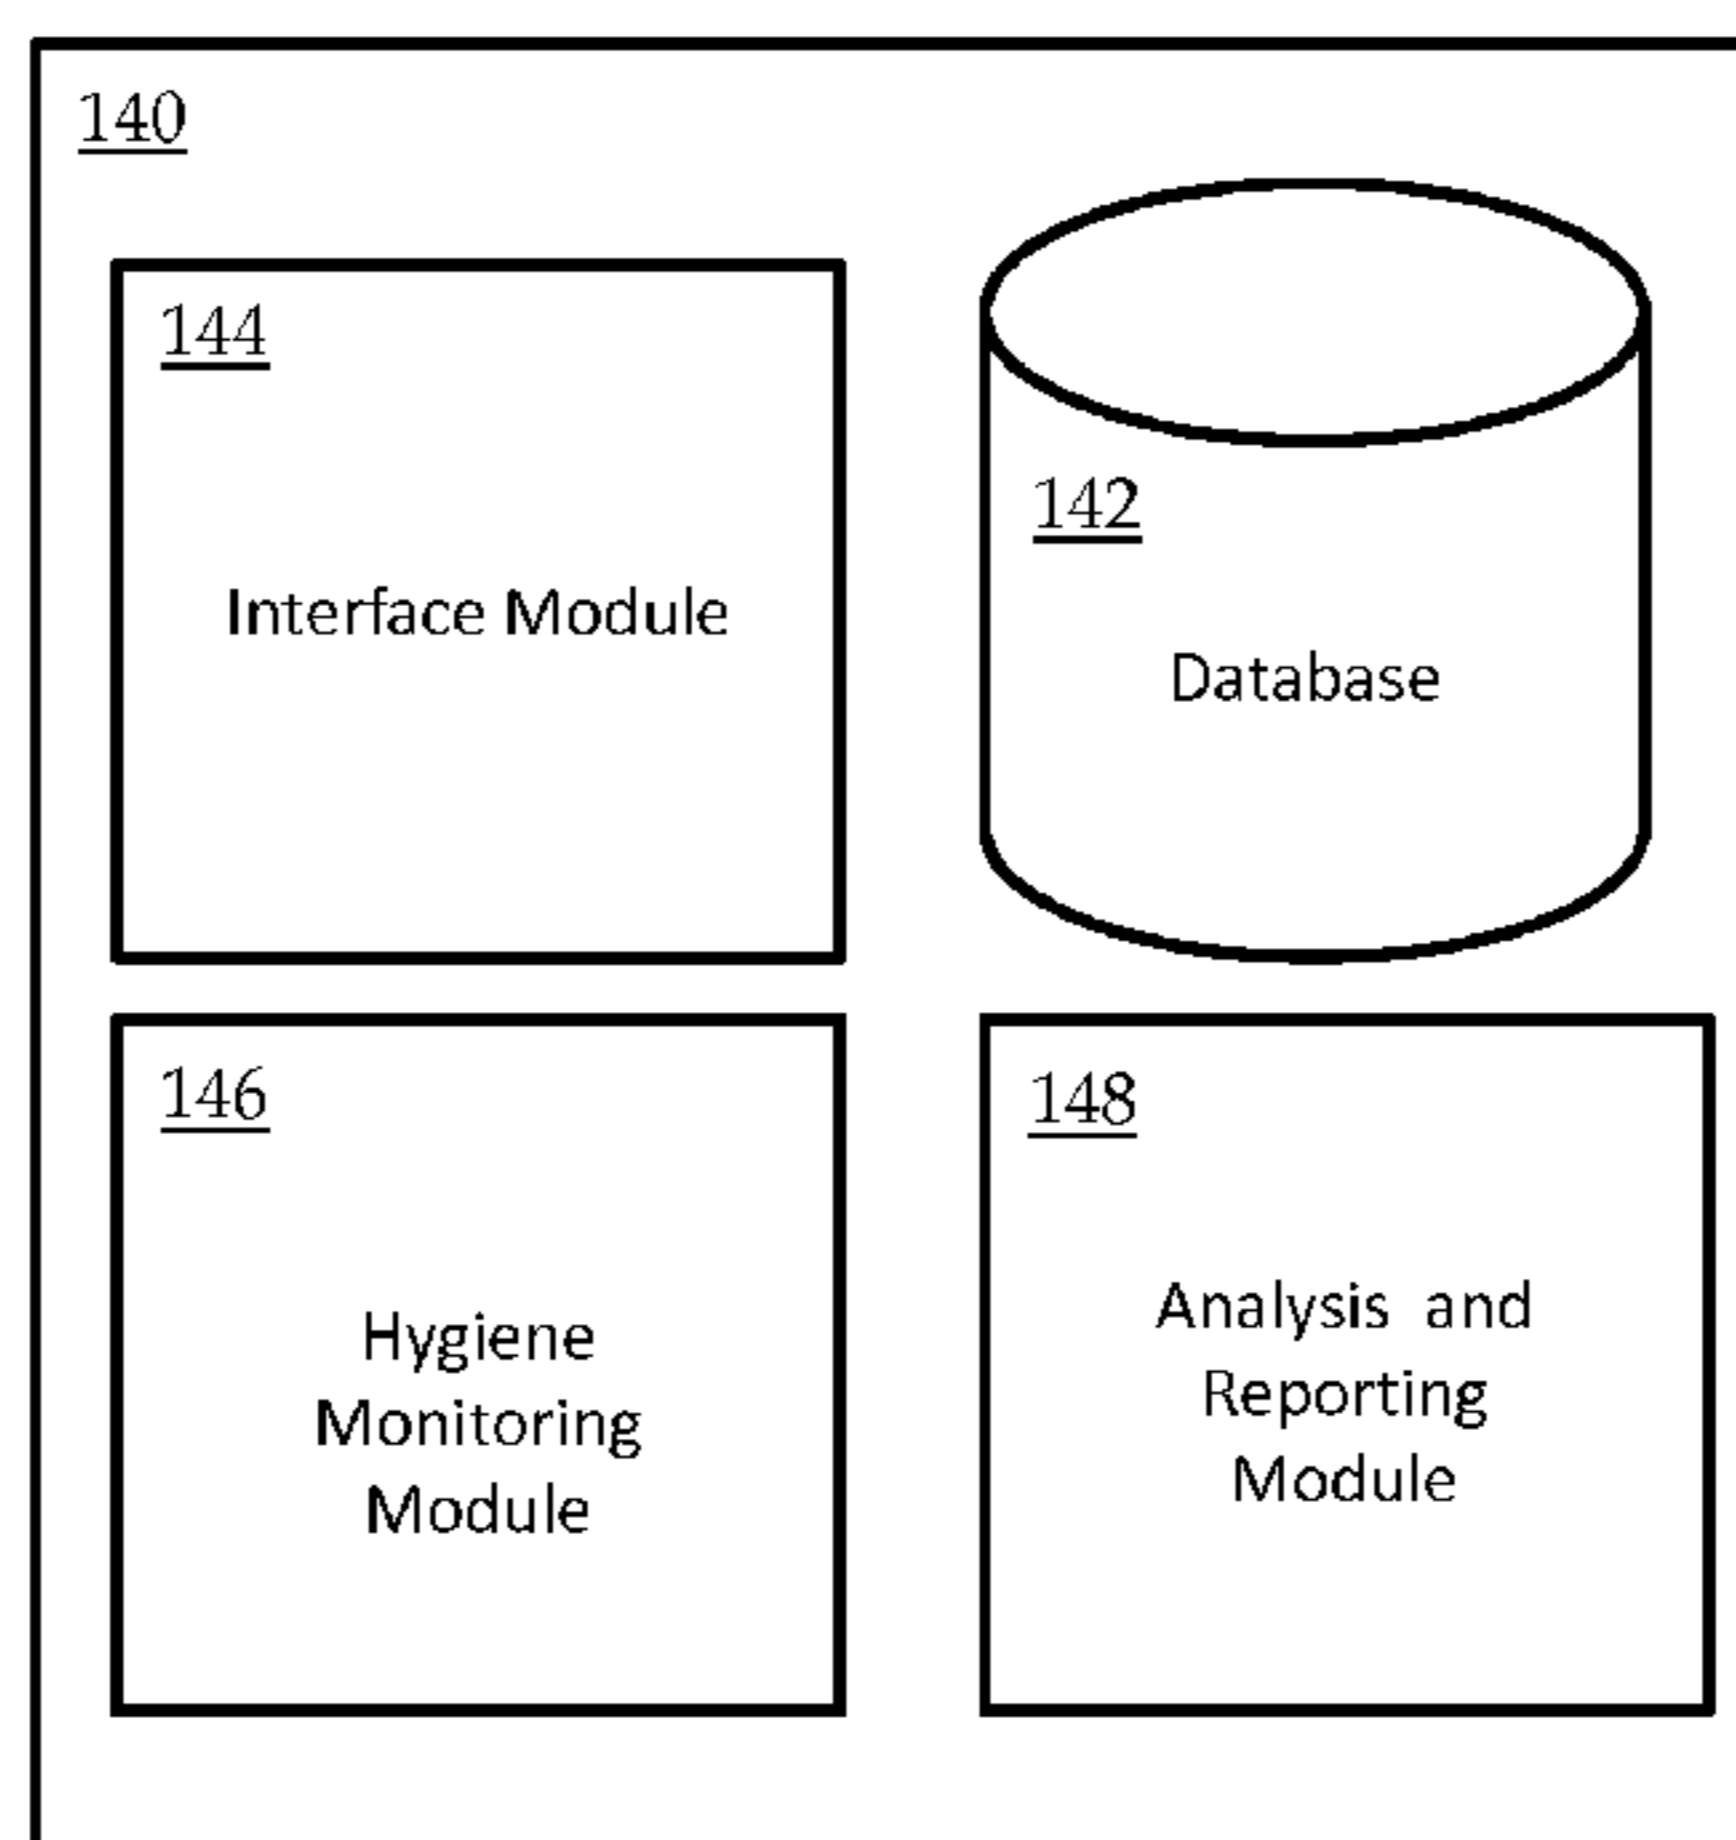 140
144
Interface Module
142
Database
146
Hygiene
Monitoring
Module
148
Analysis and
Reporting
Module